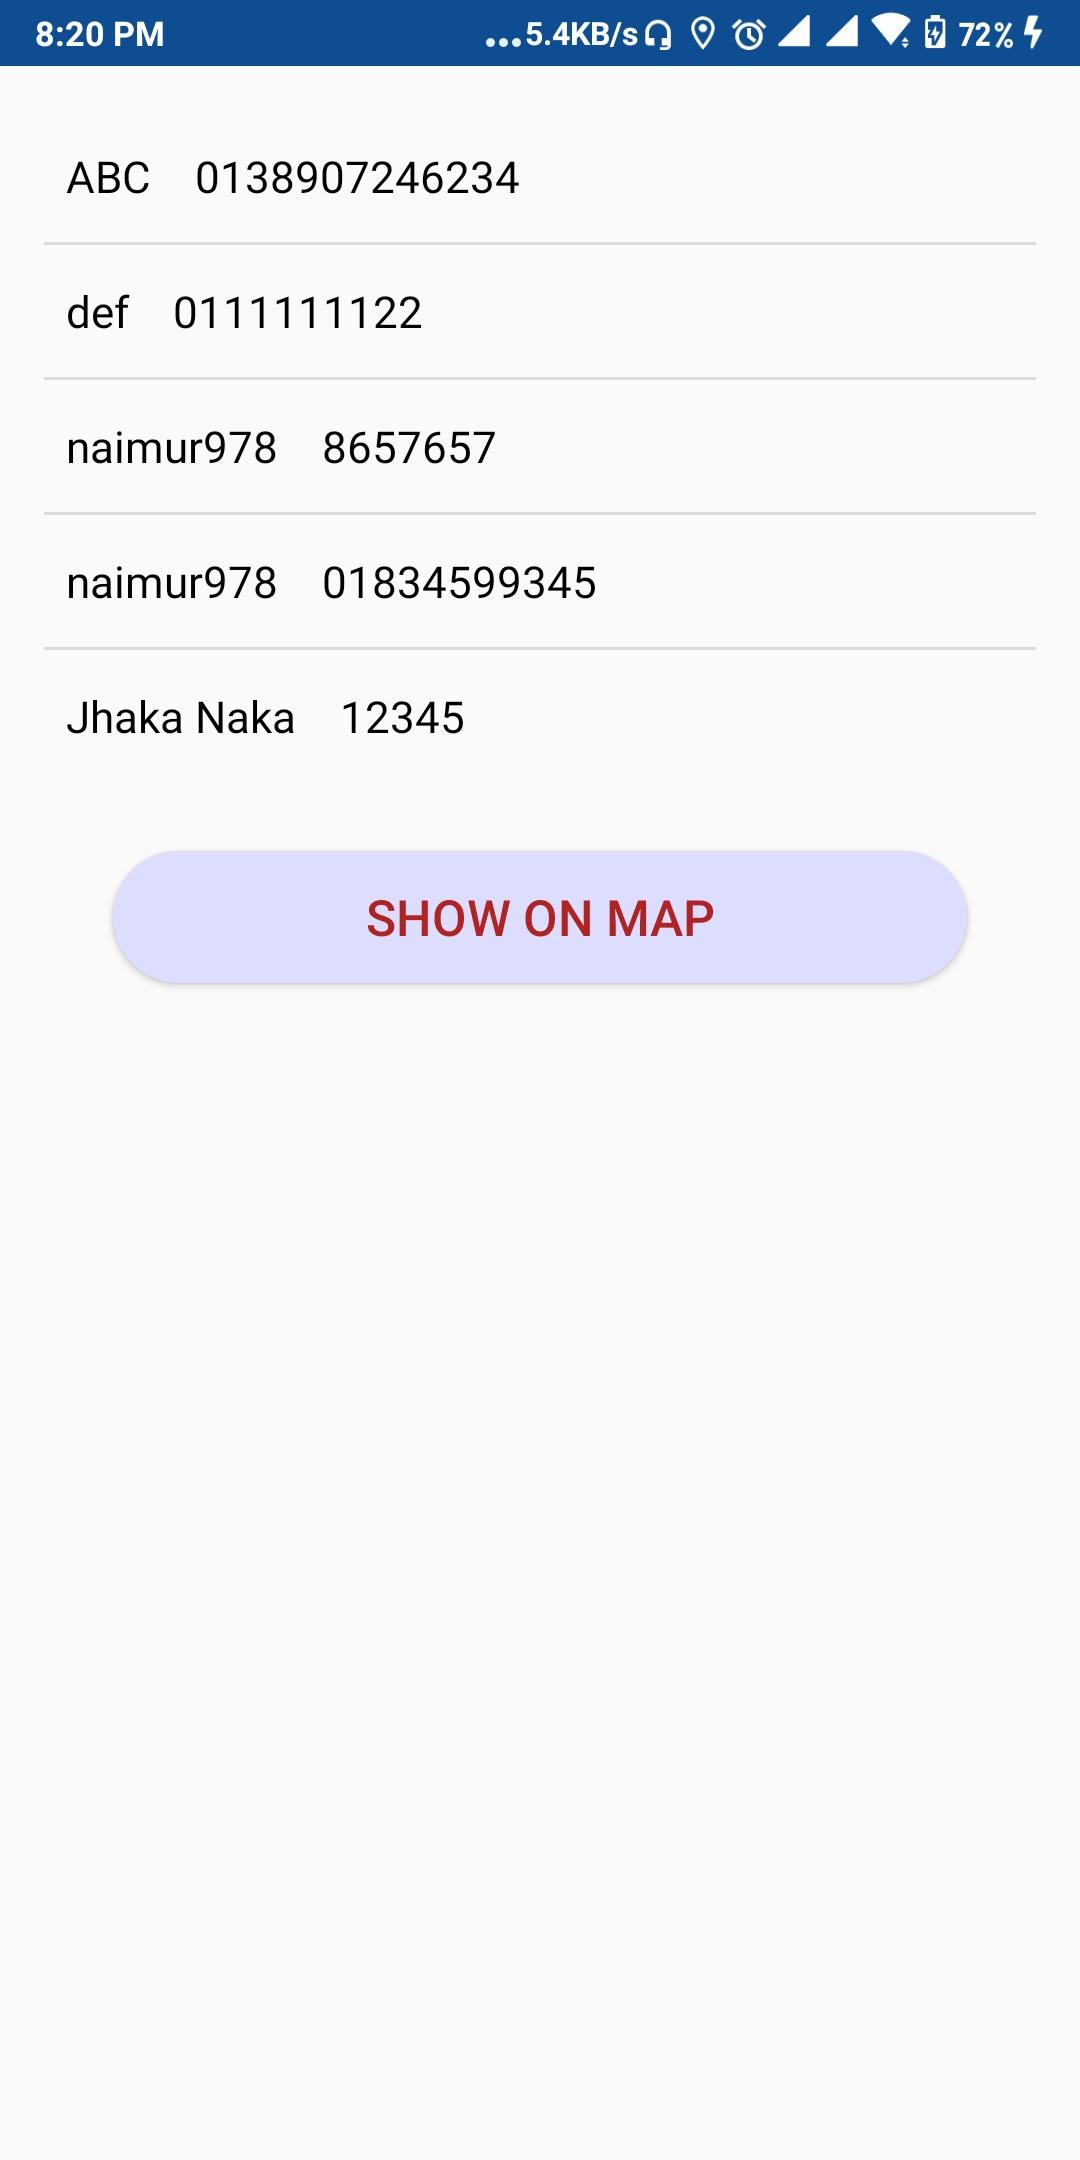 8:20 PM ...5.4KB/s 72%
ABC 0138907246234
def 0111111122
naimur978 8657657
naimur978 01834599345
Jhaka Naka 12345
SHOW ON MAP